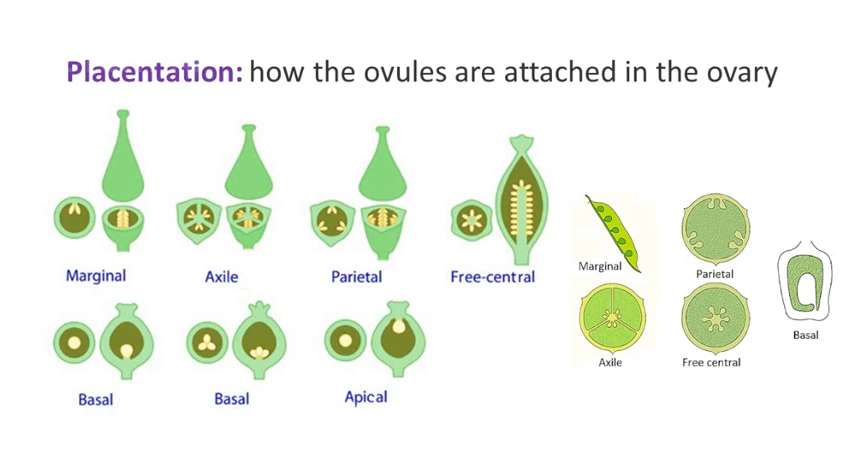 Placentation: how the ovules are attached in the ovary
Marginal
Axile
Parietal
Free-central
Marginal
Parietal
Basal
Axile
Free central
Basal
Basal
Apical